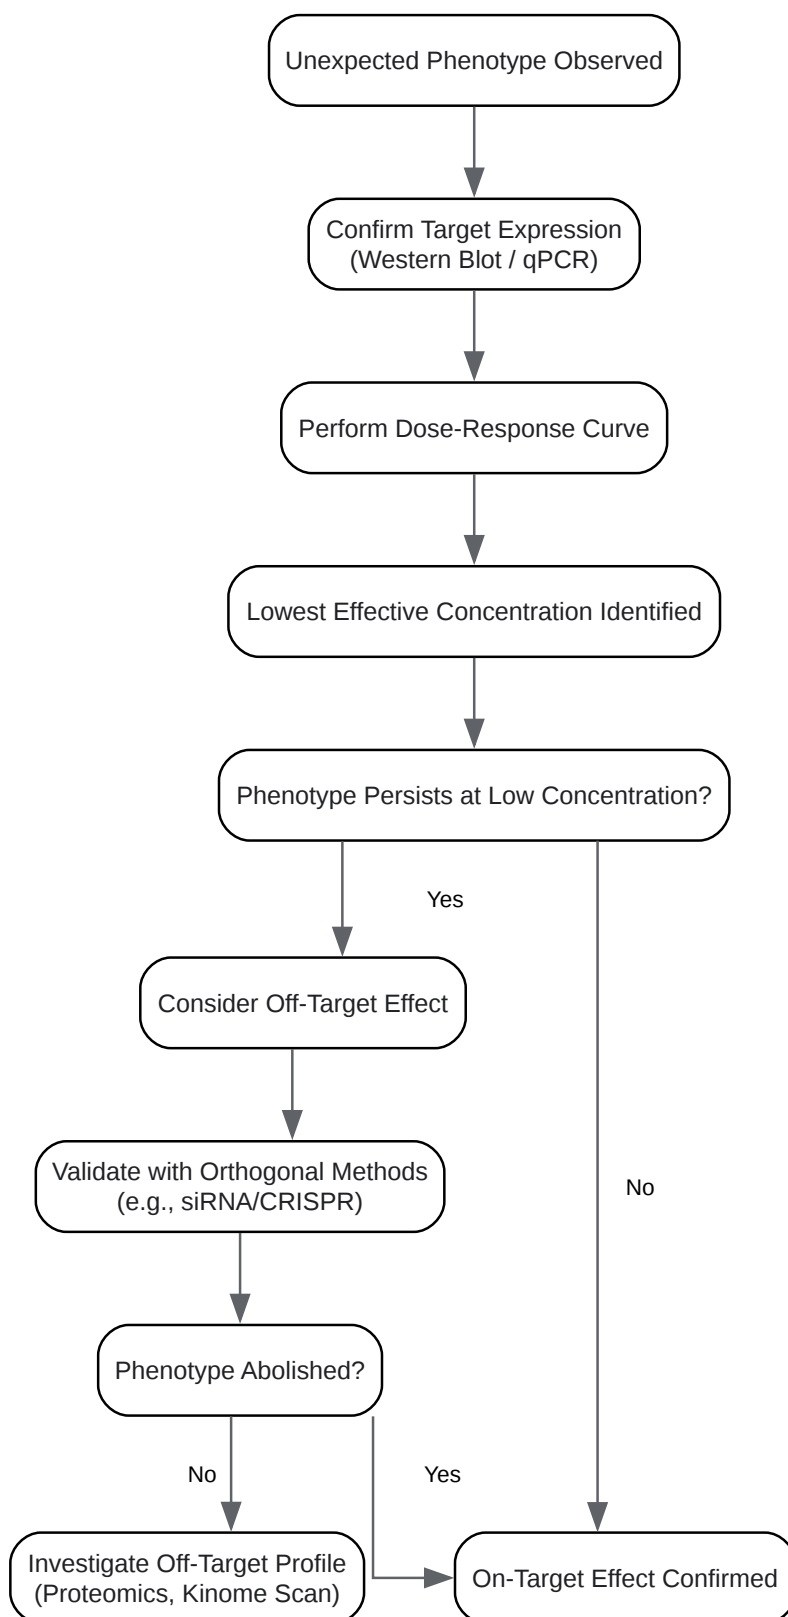 Unexpected Phenotype Observed
Confirm Target Expression
(Western Blot / qPCR)
Perform Dose-Response Curve
Lowest Effective Concentration Identified
Phenotype Persists at Low Concentration?
Yes
Consider Off-Target Effect
Validate with Orthogonal Methods
(e.g., siRNA/CRISPR)
No
Phenotype Abolished?
No
Yes
Investigate Off-Target Profile
(Proteomics, Kinome Scan)
On-Target Effect Confirmed